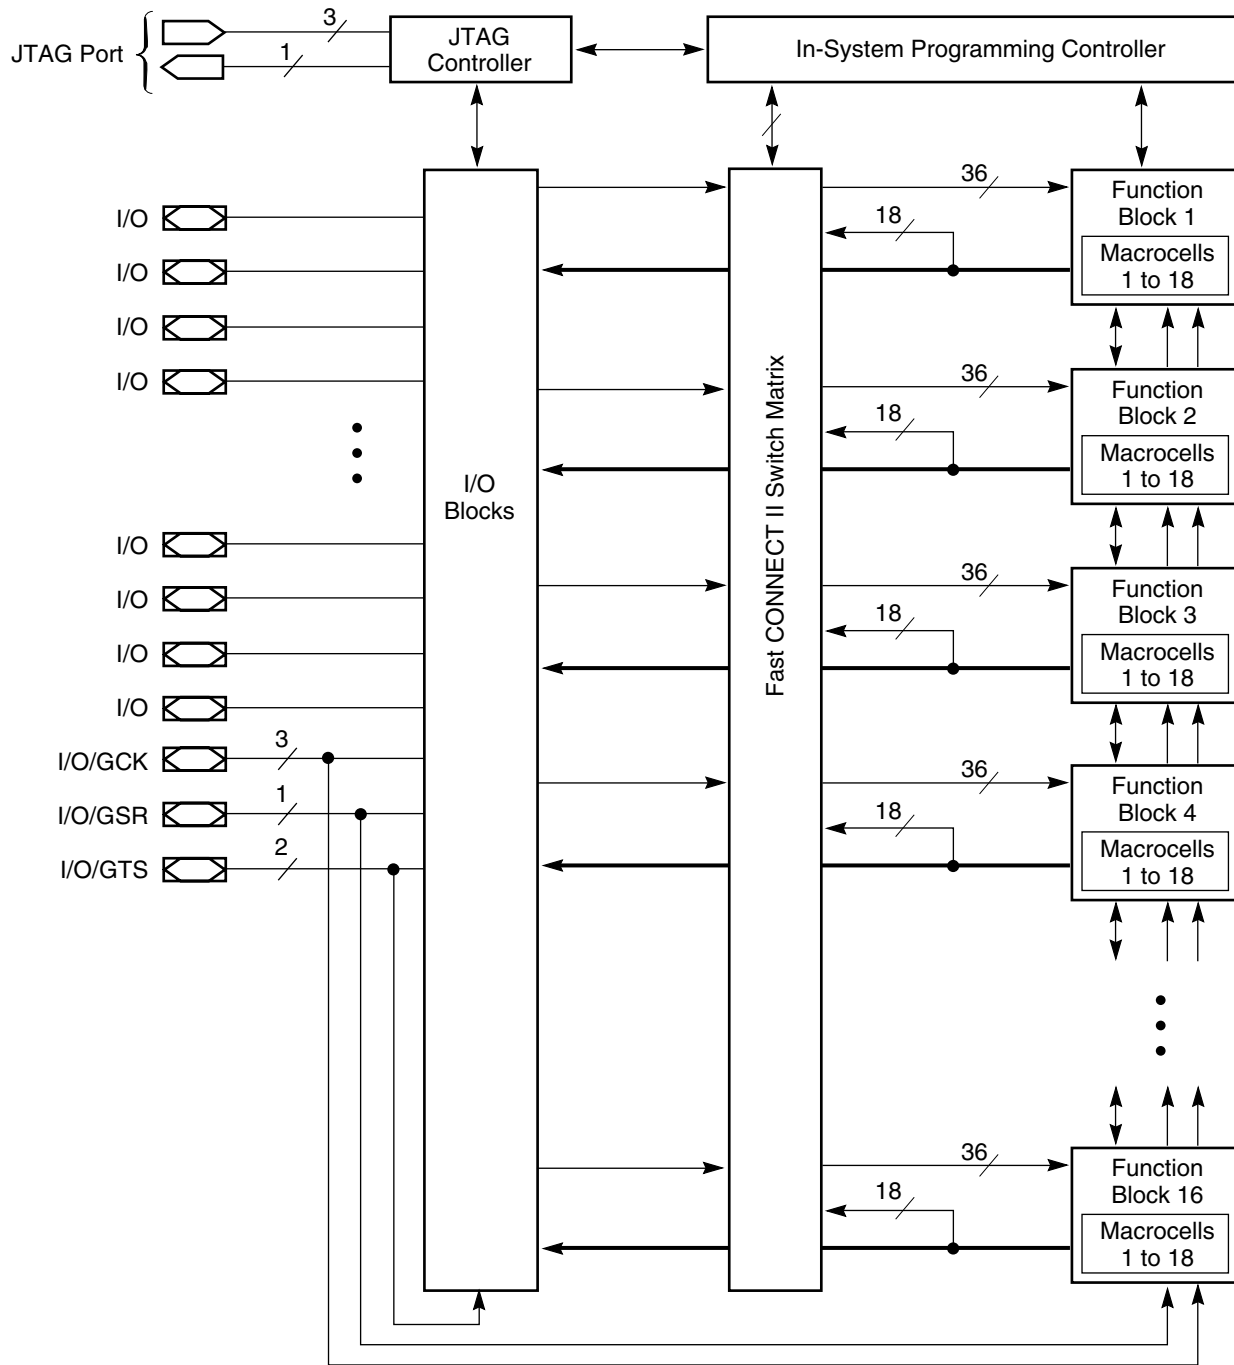 JTAG Port
3
1
JTAG
Controller
In-System Programming Controller
I/O
I/O
I/O
I/O
I/O
I/O
I/O
I/O
I/O/GCK
3
I/O/GSR
1
I/O/GTS
2
I/O
Blocks
Fast CONNECT II Switch Matrix
36
18
Function
Block 1
Macrocells
1 to 18
36
18
Function
Block 2
Macrocells
1 to 18
36
18
Function
Block 3
Macrocells
1 to 18
36
18
Function
Block 4
Macrocells
1 to 18
36
18
Function
Block 16
Macrocells
1 to 18